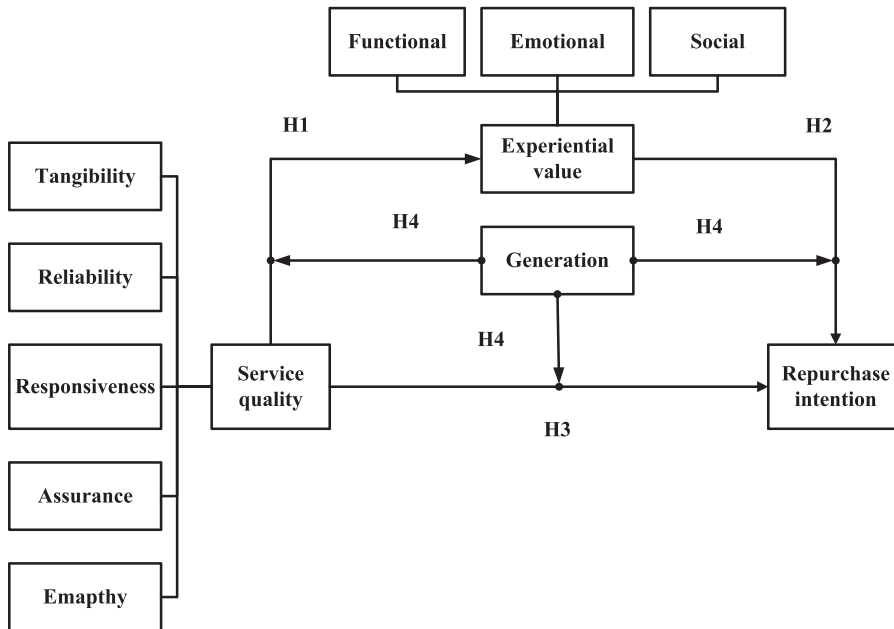 Functional
Emotional
Social
H1
Experiential
value
H2
Tangibility
H4
Generation
H4
Reliability
H4
Responsiveness
Service
quality
Repurchase
intention
H3
Assurance
Emapthy